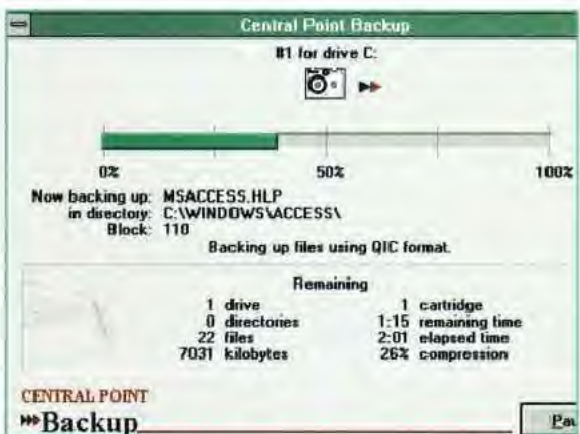 Central Point Backup
#1 for drive C:
0% 50% 100%
Now backing up: MSACCESS.HLP
in directory: C:\WINDOWS\ACCESS\
Block: 110
Backing up files using QIC format.
Remaining
1 drive 1 cartridge
0 directories 1:15 remaining time
22 files 2:01 elapsed time
7031 kilobytes 26% compression
CENTRAL POINT
Backup
Pau